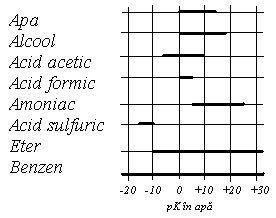 Apa
Alcool
Acid acetic
Acid formic
Amoniac
Acid sulfuric
Eter
Benzen
-20 -10 0 +10 +20 +30
pK în apă